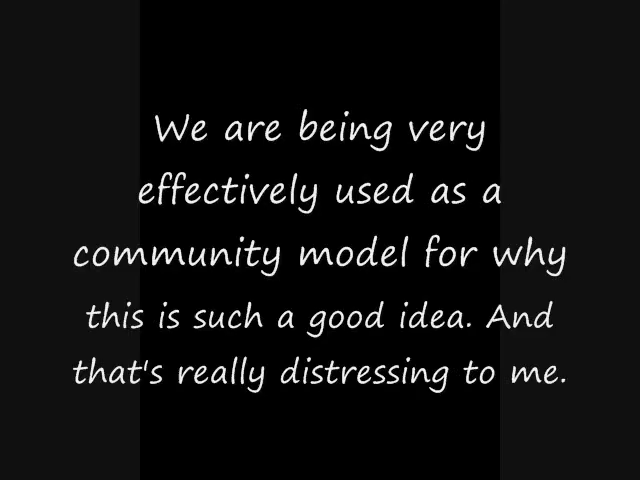 We are being very
effectively used as a
community model for why
this is such a good idea. And
that's really distressing to me.